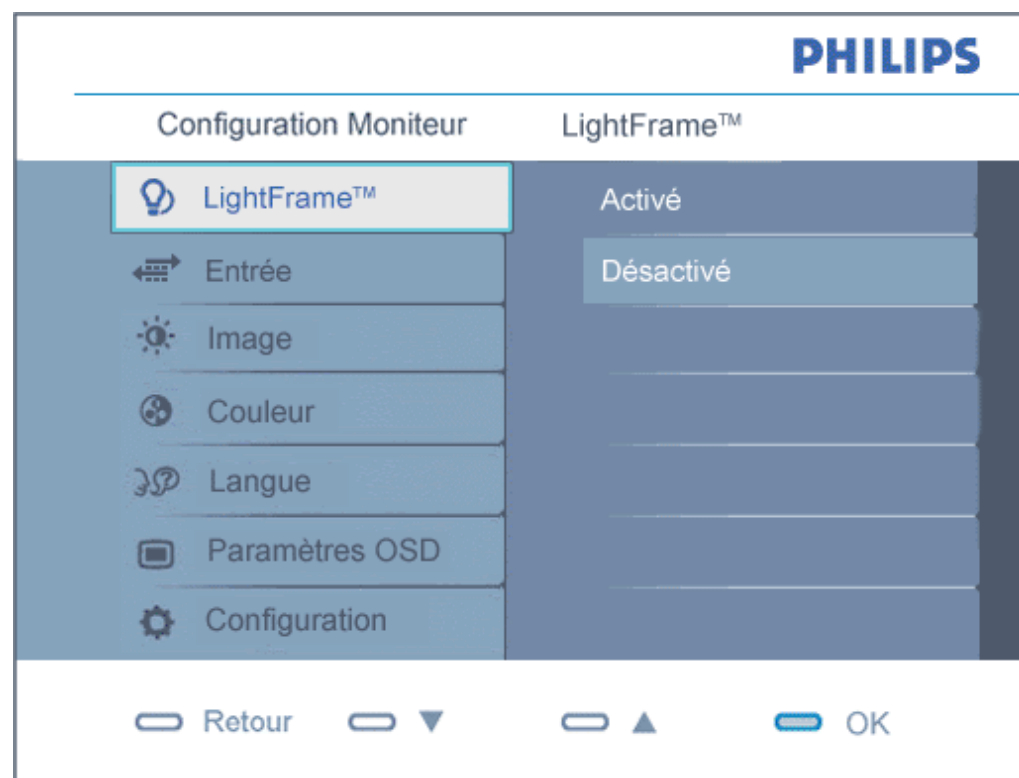 PHILIPS
Configuration Moniteur LightFrame™
LightFrame™ Activé
Entrée Désactivé
Image
Couleur
Langue
Paramètres OSD
Configuration
Retour ▼ ▲ OK